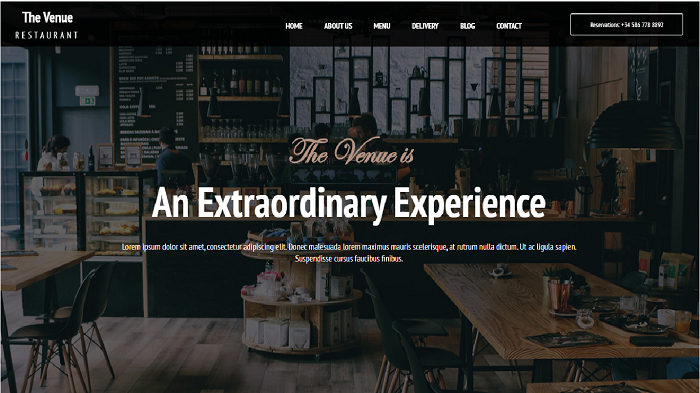 The Venue
RESTAURANT
HOME ABOUT US MENU DELIVERY BLOG CONTACT
Reservations: +54 586 778 8892
The Venue is
An Extraordinary Experience
Lorem ipsum dolor sit amet, consectetur adipiscing elit. Donec malesuada lorem maximus mauris scelerisque, at rutrum nulla dictum. Ut ac ligula sapien.
Suspendisse cursus faucibus finibus.